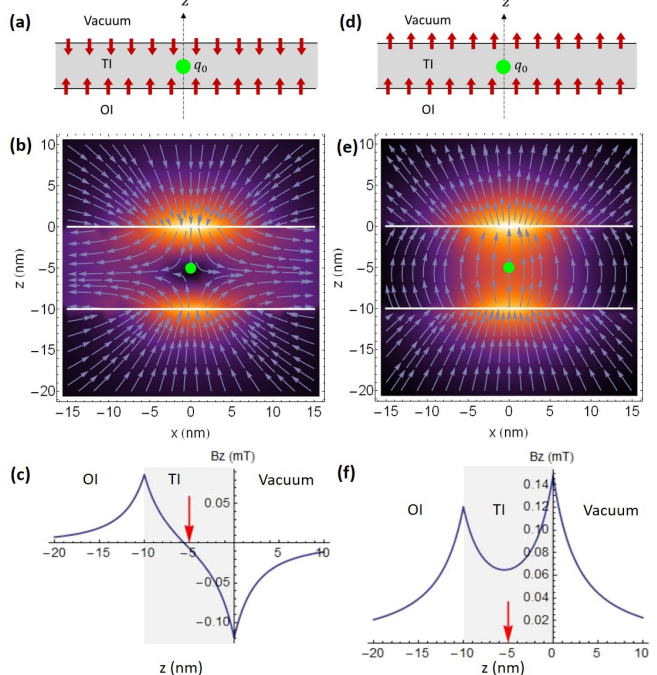 (a)
z
Vacuum
TI
q₀
OI
(d)
z
Vacuum
TI
q₀
OI
(b)
10
5
0
−5
−10
−15
−20
z (nm)
−15 −10 −5 0 5 10 15
x (nm)
(e)
10
5
0
−5
−10
−15
−20
z (nm)
−15 −10 −5 0 5 10 15
x (nm)
(c)
Bz (mT)
OI TI Vacuum
0.05
−20 −15 −10 −5 5 10
−0.05
−0.10
z (nm)
(f)
Bz (mT)
0.14
0.12
OI TI Vacuum
0.10
0.08
0.06
0.04
0.02
−20 −15 −10 −5 0 5 10
z (nm)